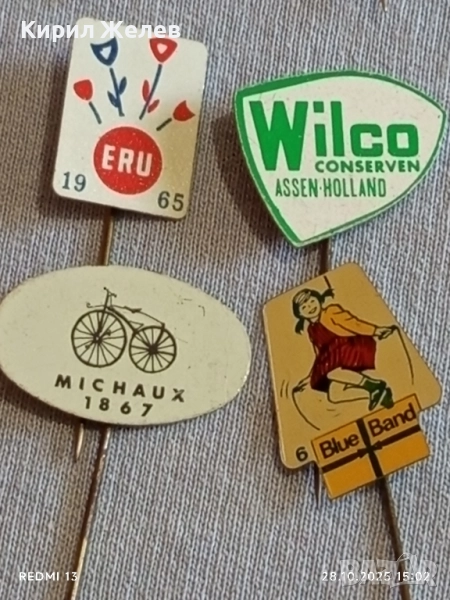 Кирил Желев
ERU
19 65
Wilco
CONSERVEN
ASSEN·HOLLAND
MICHAUX
1867
6
Blue Band
REDMI 13
28.10.2025 15:02